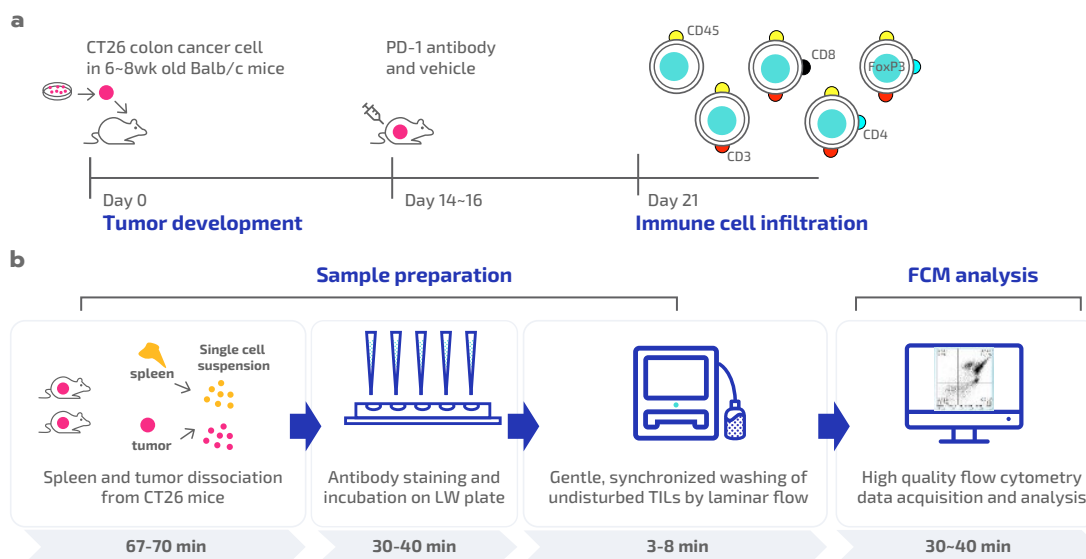 a
CT26 colon cancer cell
in 6~8wk old Balb/c mice
PD-1 antibody
and vehicle
CD45
CD8
FoxP3
CD3
CD4
Day 0
Day 14~16
Day 21
Tumor development
Immune cell infiltration
b
Sample preparation
FCM analysis
Single cell
suspension
spleen
tumor
Spleen and tumor dissociation
from CT26 mice
Antibody staining and
incubation on LW plate
Gentle, synchronized washing of
undisturbed TILs by laminar flow
High quality flow cytometry
data acquisition and analysis
67-70 min
30-40 min
3-8 min
30~40 min